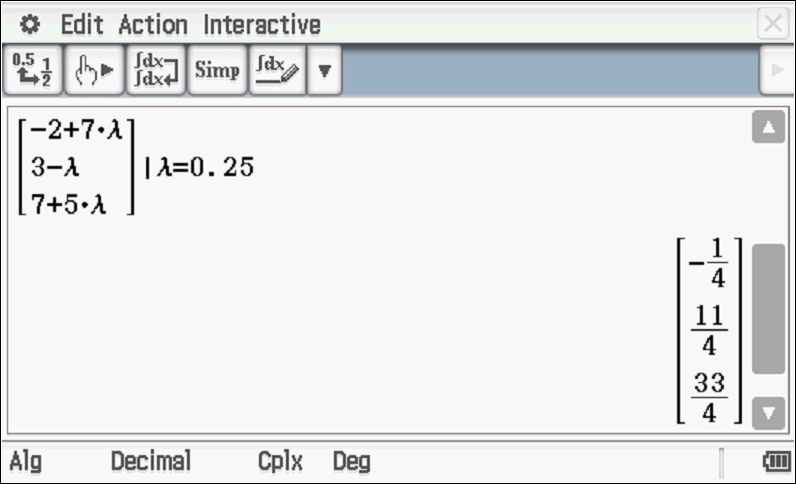 Edit Action Interactive
0.5 1/2 ∫dx ∫dx Simp ∫dx
[-2+7·λ
3-λ
7+5·λ] |λ=0.25
[-1/4
11/4
33/4]
Alg Decimal Cplx Deg